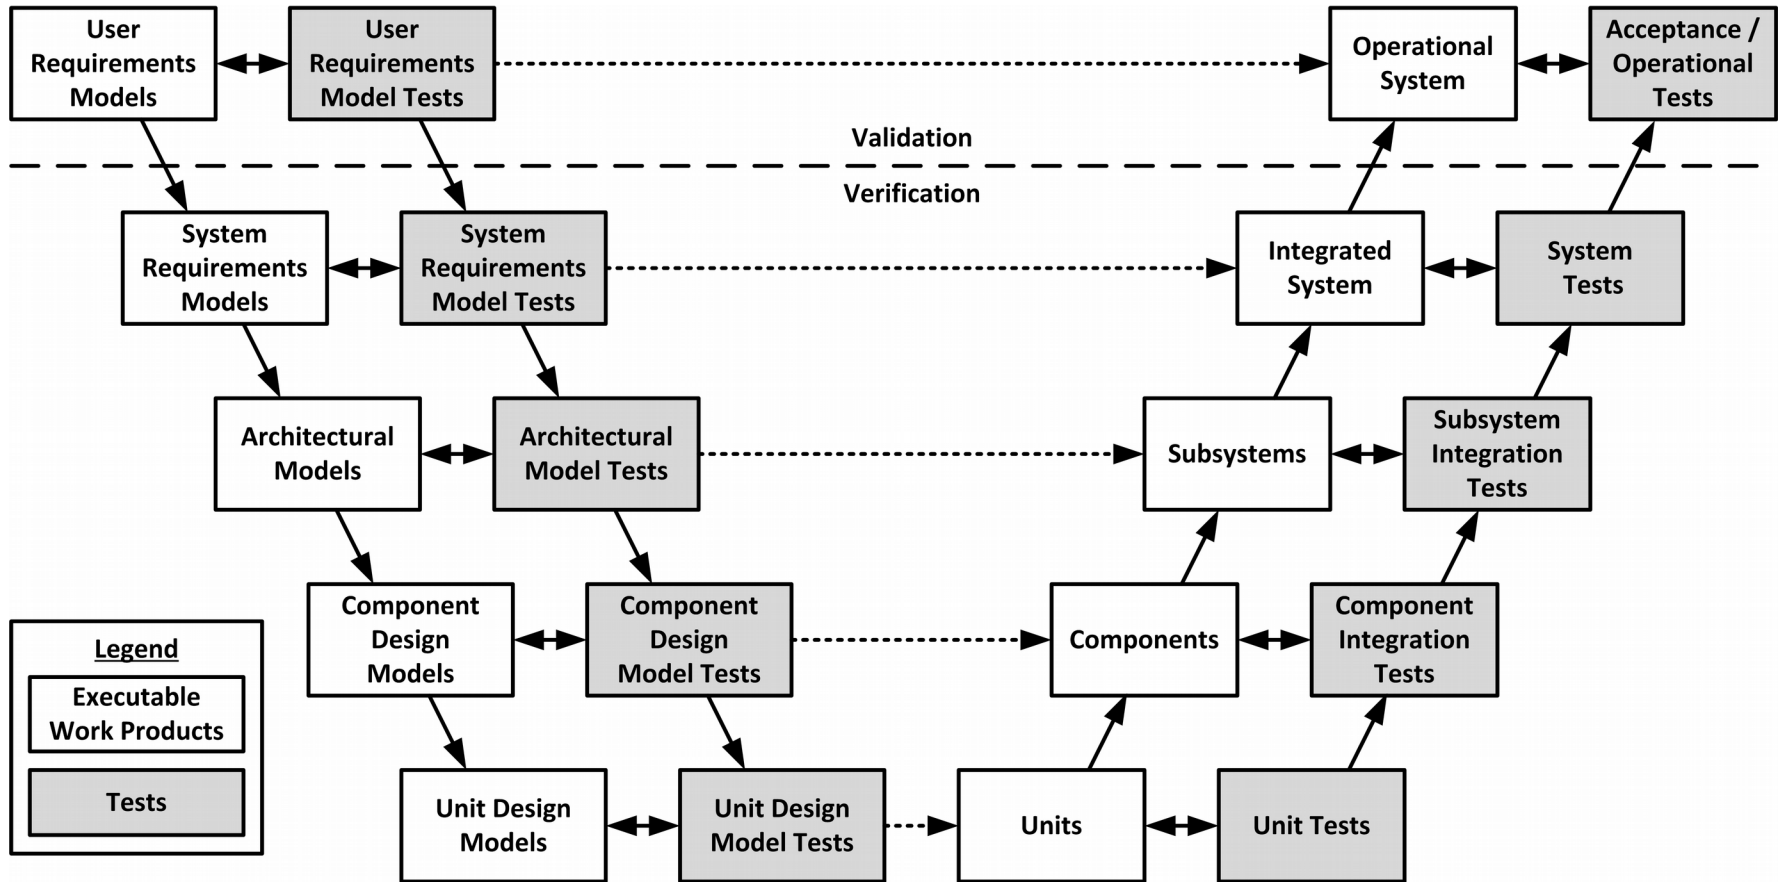 User
Requirements
Models
User
Requirements
Model Tests
Operational
System
Acceptance /
Operational
Tests
Validation
Verification
System
Requirements
Models
System
Requirements
Model Tests
Integrated
System
System
Tests
Architectural
Models
Architectural
Model Tests
Subsystems
Subsystem
Integration
Tests
Component
Design
Models
Component
Design
Model Tests
Components
Component
Integration
Tests
Legend
Executable
Work Products
Tests
Unit Design
Models
Unit Design
Model Tests
Units
Unit Tests